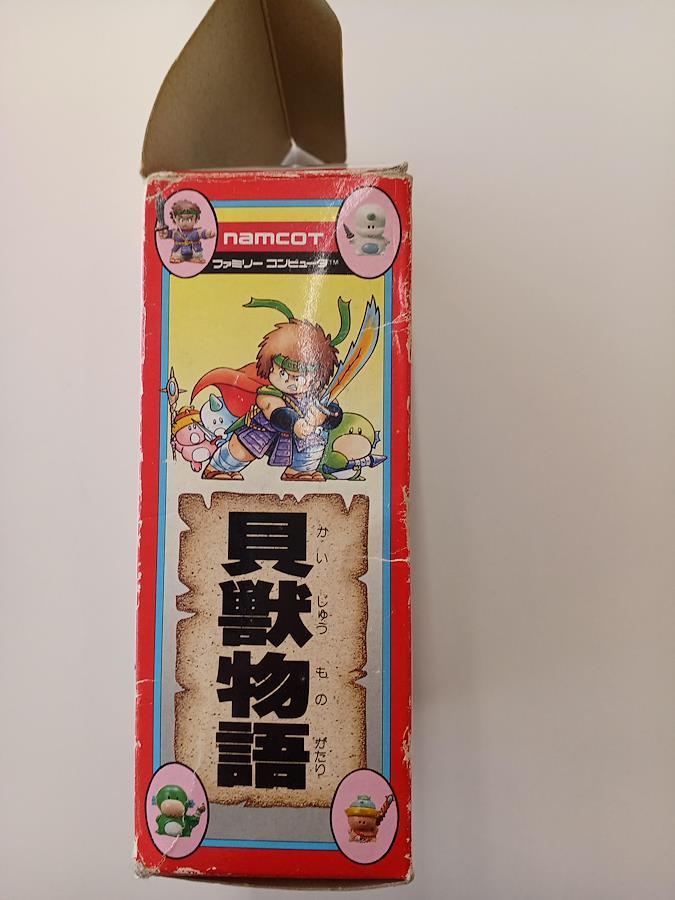 namcoT
ファミリー コンピュータ™
貝獣物語
かい じゅう もの がたり